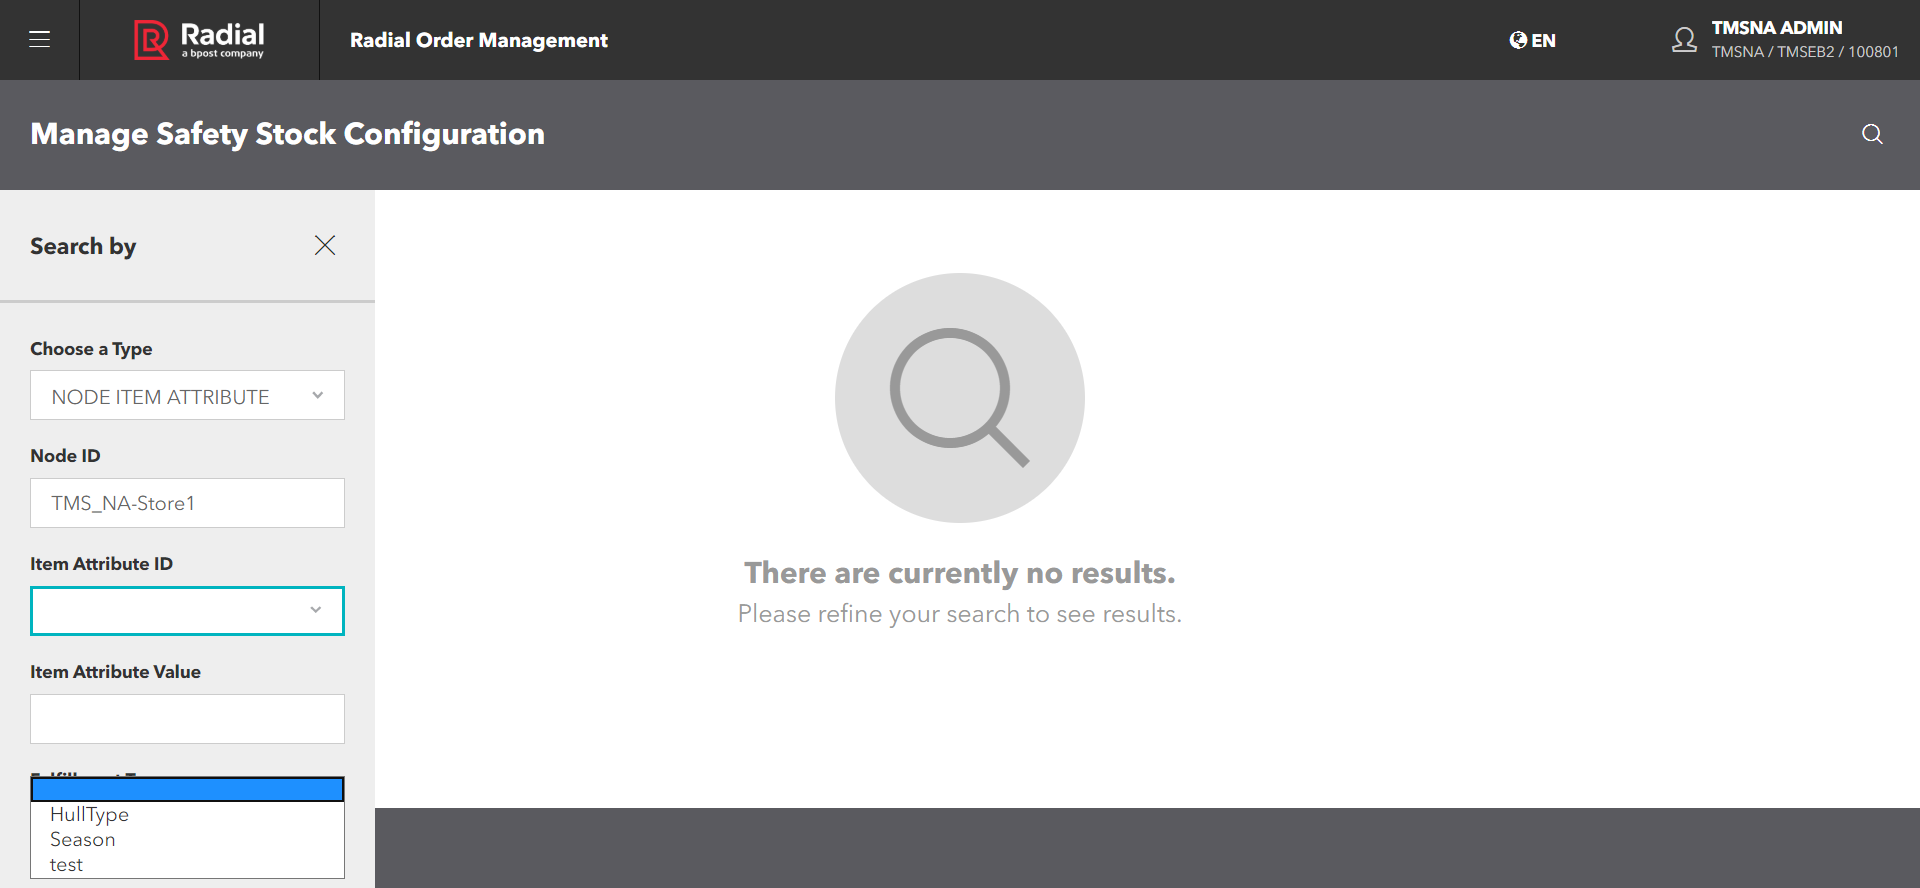 Radial
a bpost company
Radial Order Management
EN
TMSNA ADMIN
TMSNA / TMSEB2 / 100801
Manage Safety Stock Configuration
Search by
Choose a Type
NODE ITEM ATTRIBUTE
Node ID
TMS_NA-Store1
Item Attribute ID
Item Attribute Value
HullType
Season
test
There are currently no results.
Please refine your search to see results.